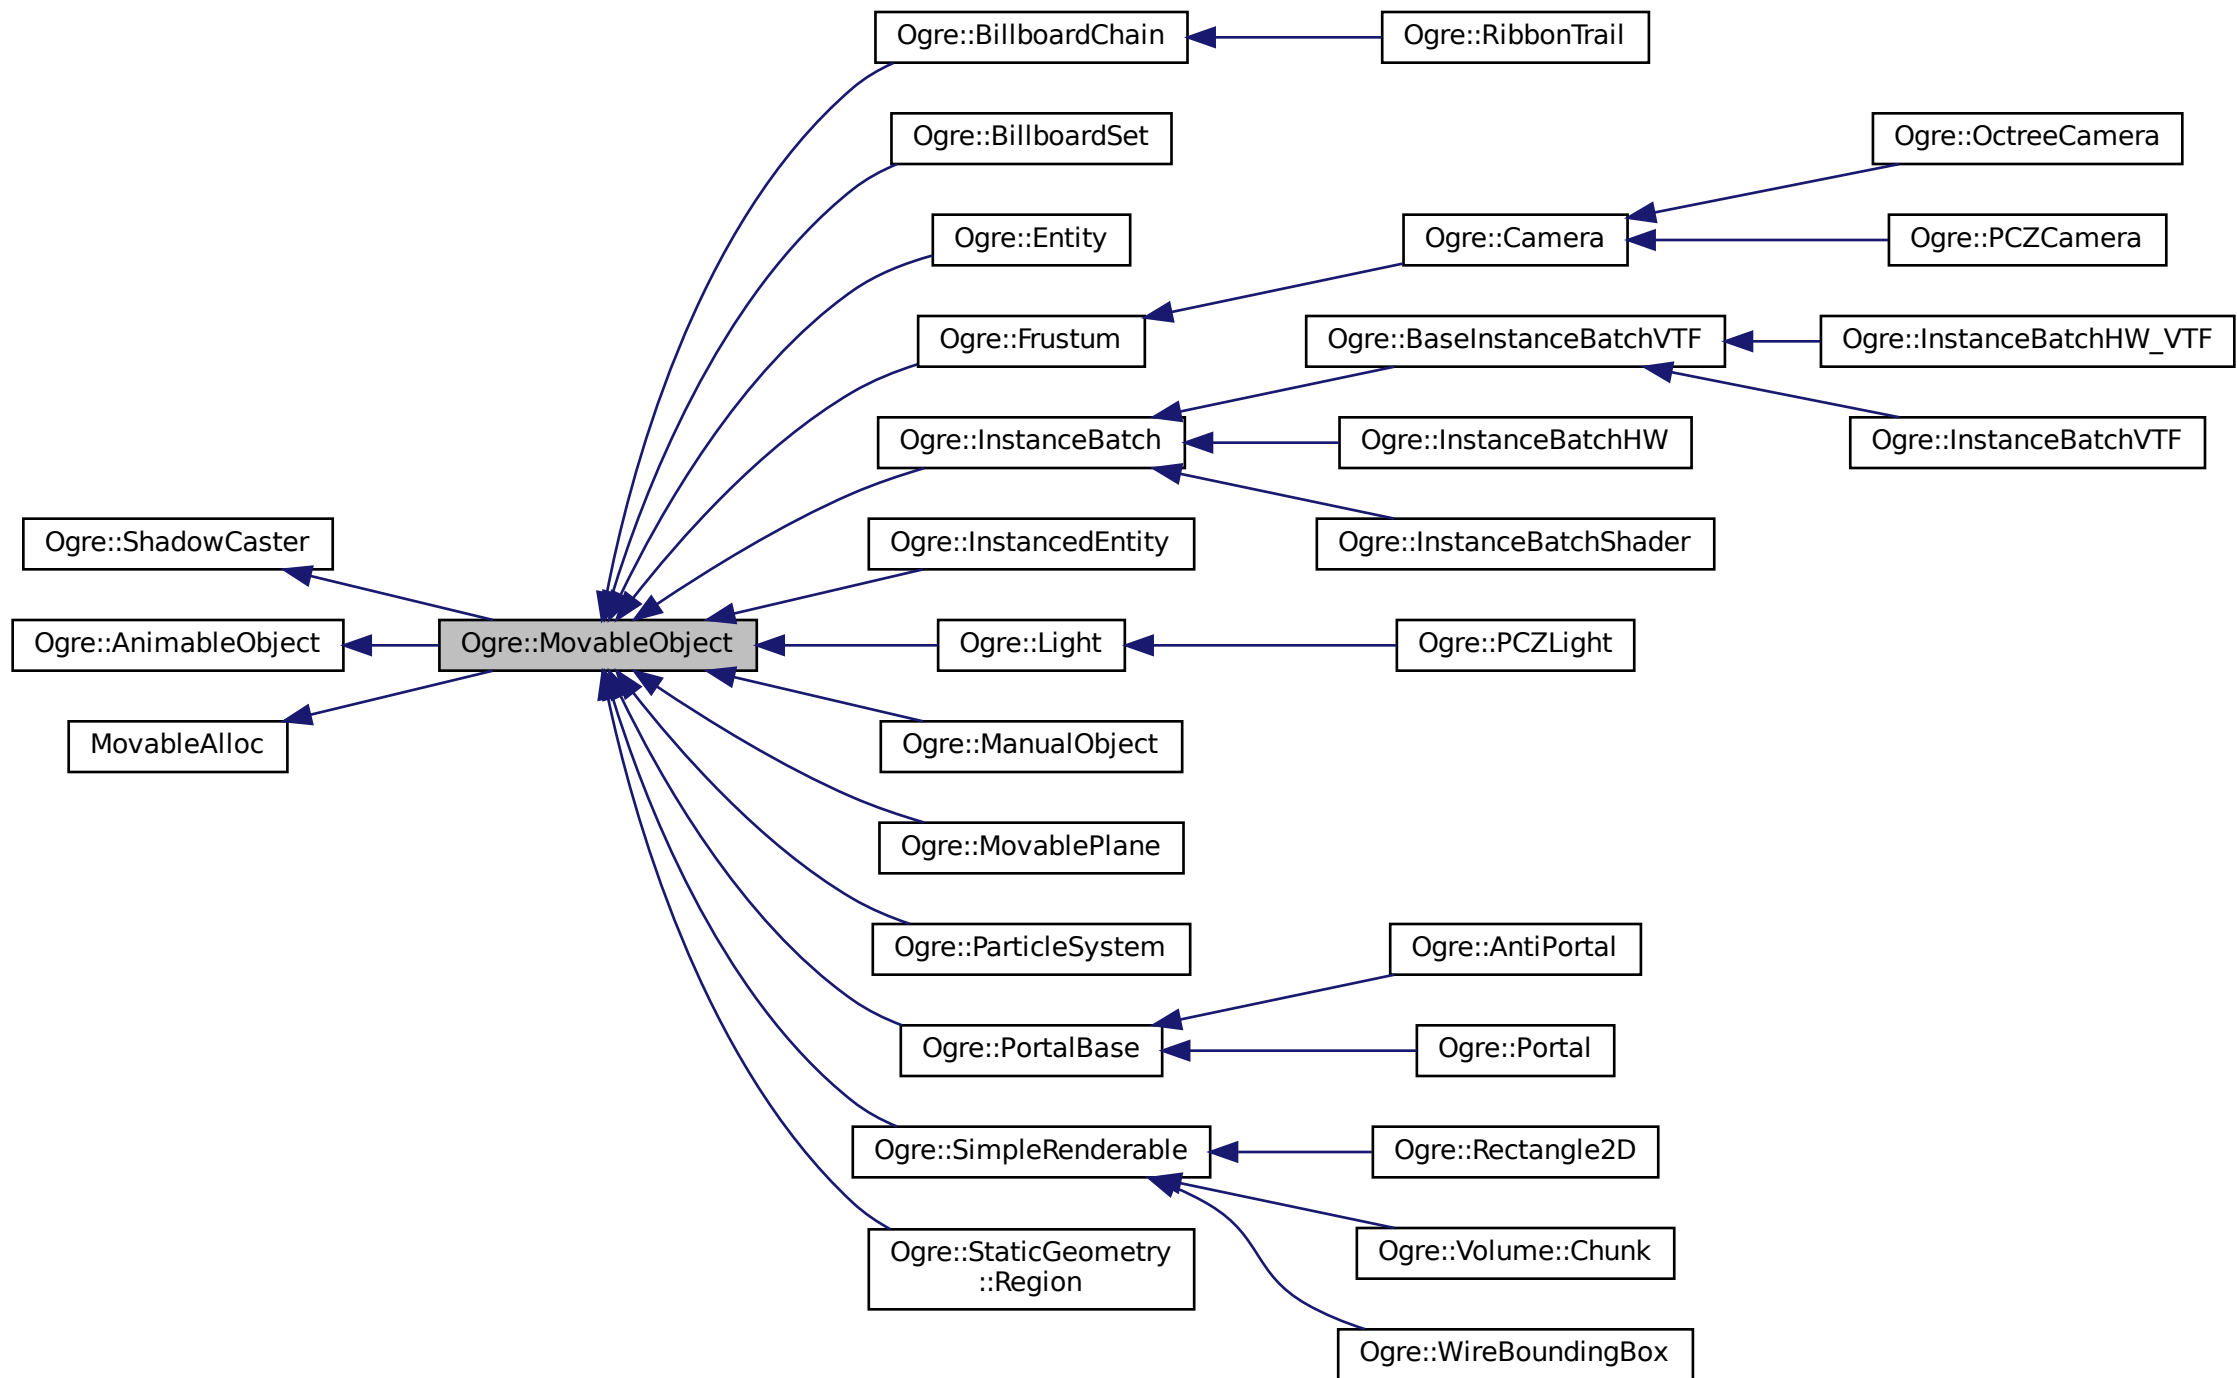 Ogre::BillboardChain
Ogre::RibbonTrail
Ogre::BillboardSet
Ogre::OctreeCamera
Ogre::Entity
Ogre::Camera
Ogre::PCZCamera
Ogre::Frustum
Ogre::BaseInstanceBatchVTF
Ogre::InstanceBatchHW_VTF
Ogre::InstanceBatch
Ogre::InstanceBatchHW
Ogre::InstanceBatchVTF
Ogre::ShadowCaster
Ogre::InstancedEntity
Ogre::InstanceBatchShader
Ogre::AnimableObject
Ogre::MovableObject
Ogre::Light
Ogre::PCZLight
MovableAlloc
Ogre::ManualObject
Ogre::MovablePlane
Ogre::ParticleSystem
Ogre::AntiPortal
Ogre::PortalBase
Ogre::Portal
Ogre::SimpleRenderable
Ogre::Rectangle2D
Ogre::StaticGeometry
::Region
Ogre::Volume::Chunk
Ogre::WireBoundingBox